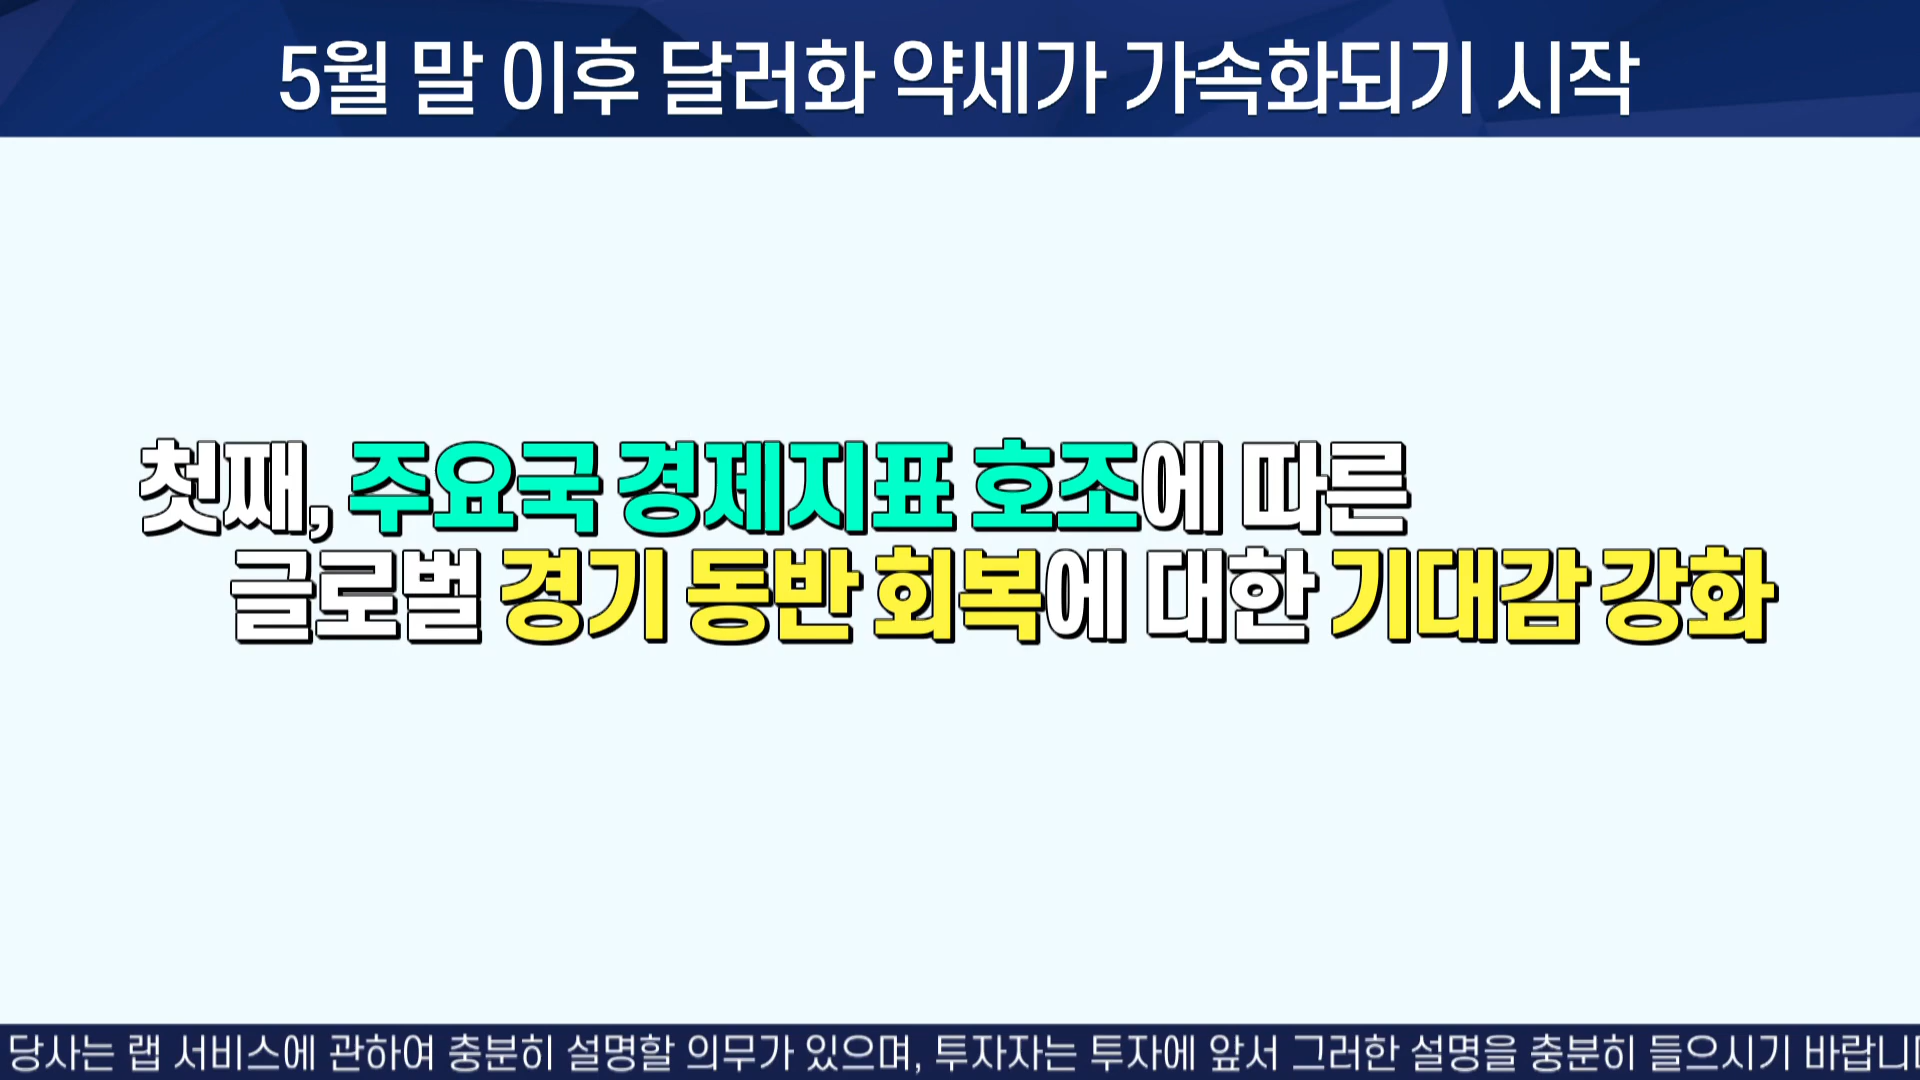 5월 말 이후 달러화 약세가 가속화되기 시작
첫째, 주요국 경제지표 호조에 따른
글로벌 경기 동반 회복에 대한 기대감 강화
당사는 랩 서비스에 관하여 충분히 설명할 의무가 있으며, 투자자는 투자에 앞서 그러한 설명을 충분히 들으시기